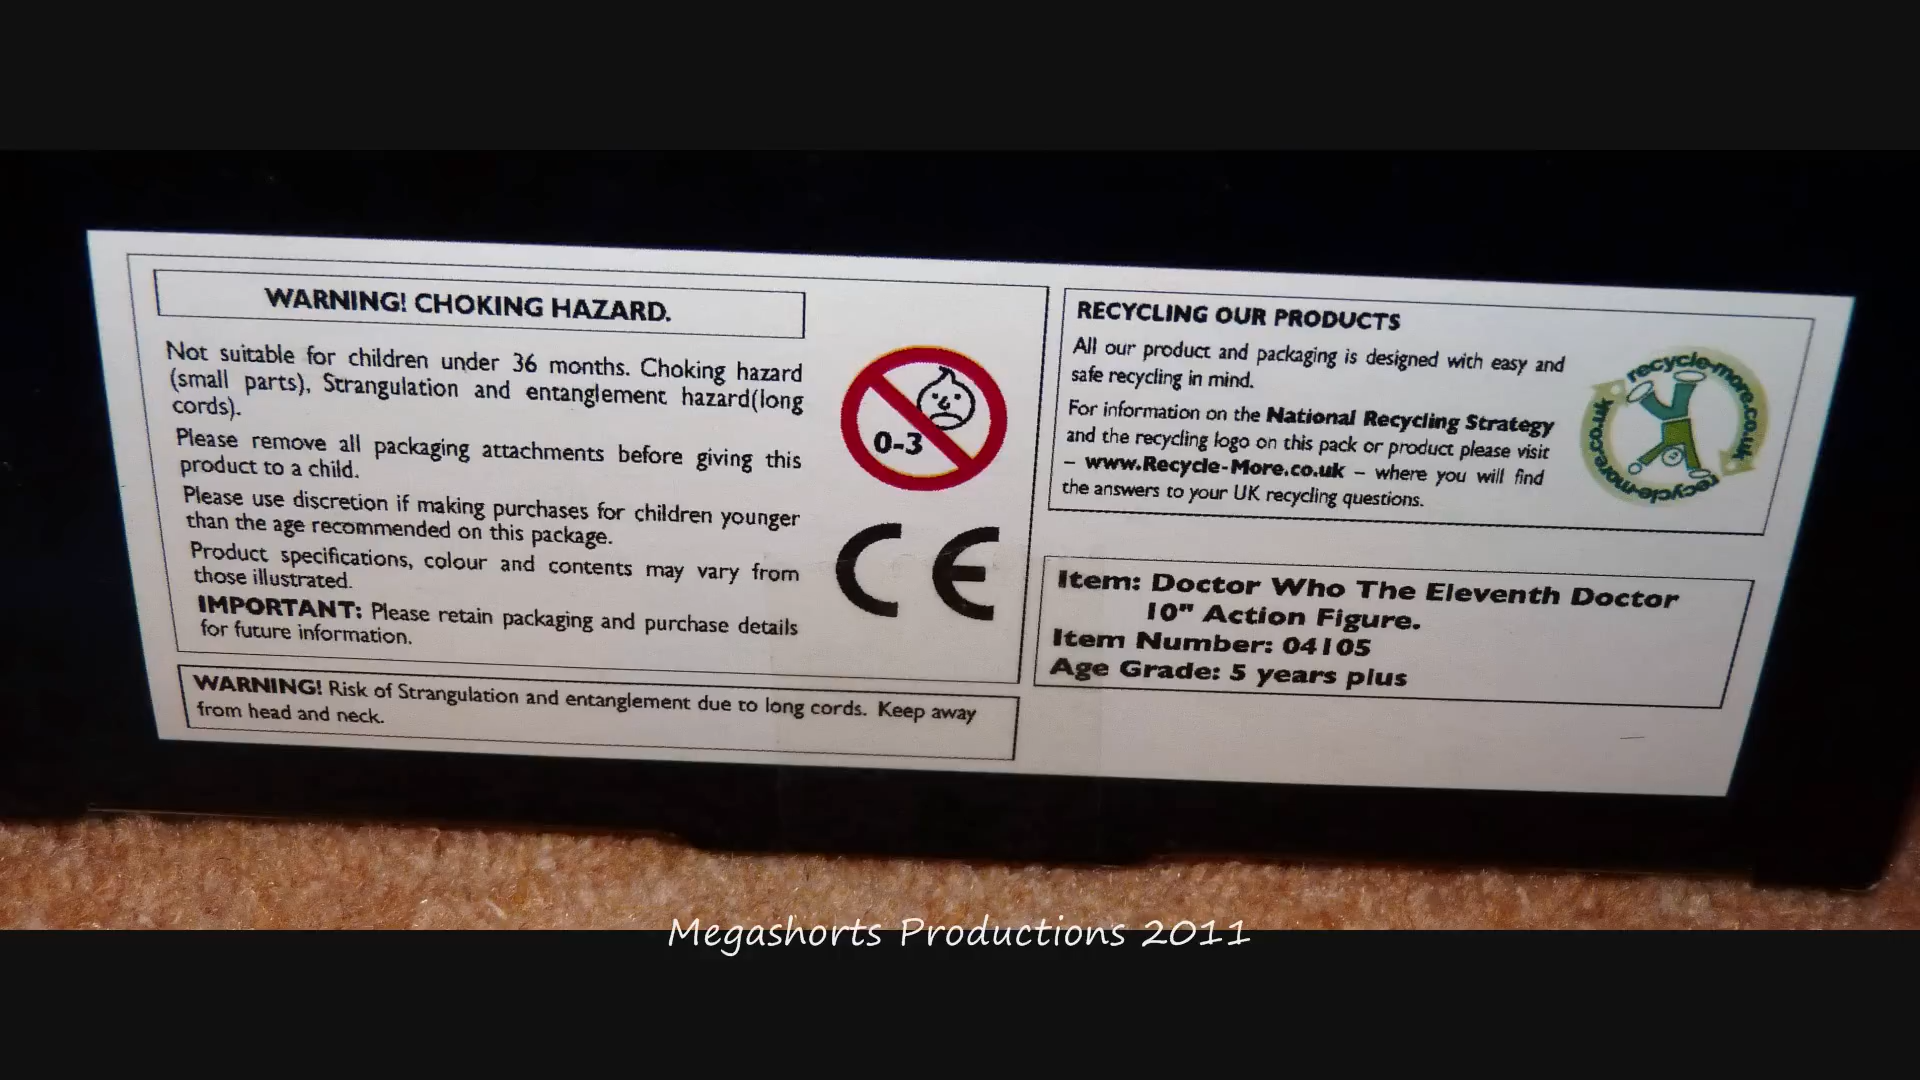 WARNING! CHOKING HAZARD.
Not suitable for children under 36 months. Choking hazard
(small parts), Strangulation and entanglement hazard(long
cords).
Please remove all packaging attachments before giving this
product to a child.
Please use discretion if making purchases for children younger
than the age recommended on this package.
Product specifications, colour and contents may vary from
those illustrated.
IMPORTANT: Please retain packaging and purchase details
for future information.
0-3
CE
WARNING! Risk of Strangulation and entanglement due to long cords. Keep away
from head and neck.
RECYCLING OUR PRODUCTS
All our product and packaging is designed with easy and
safe recycling in mind.
For information on the National Recycling Strategy
and the recycling logo on this pack or product please visit
– www.Recycle-More.co.uk – where you will find
the answers to your UK recycling questions.
recycle-more.co.uk
recycle-more.co.uk
Item: Doctor Who The Eleventh Doctor
10" Action Figure.
Item Number: 04105
Age Grade: 5 years plus
Megashorts Productions 2011